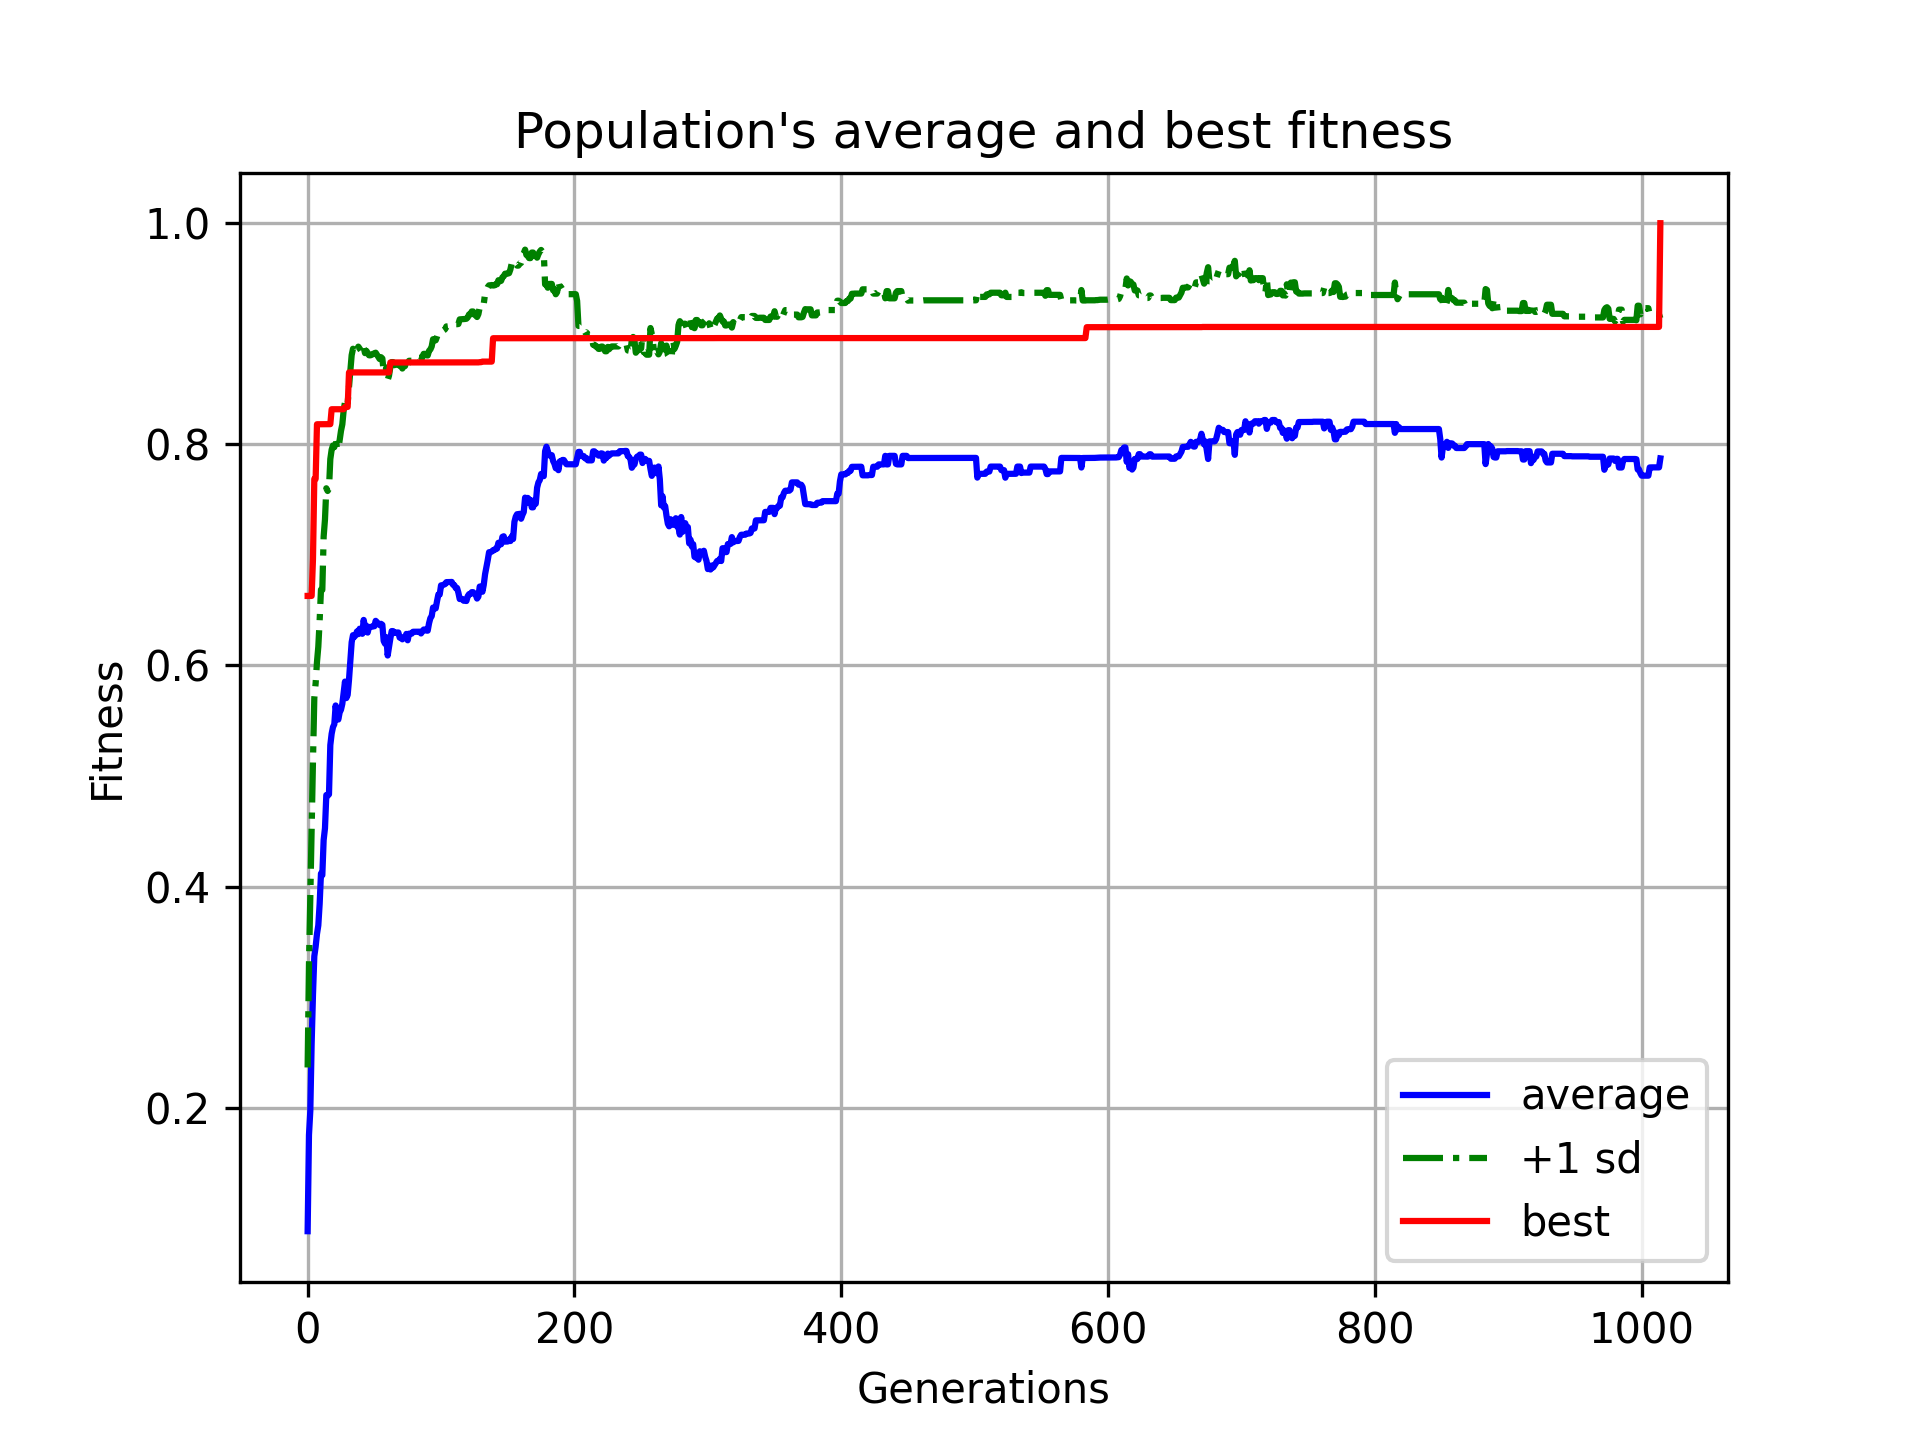 Population's average and best fitness
1.0
0.8
0.6
0.4
0.2
Fitness
0
200
400
600
800
1000
Generations
average
+1 sd
best